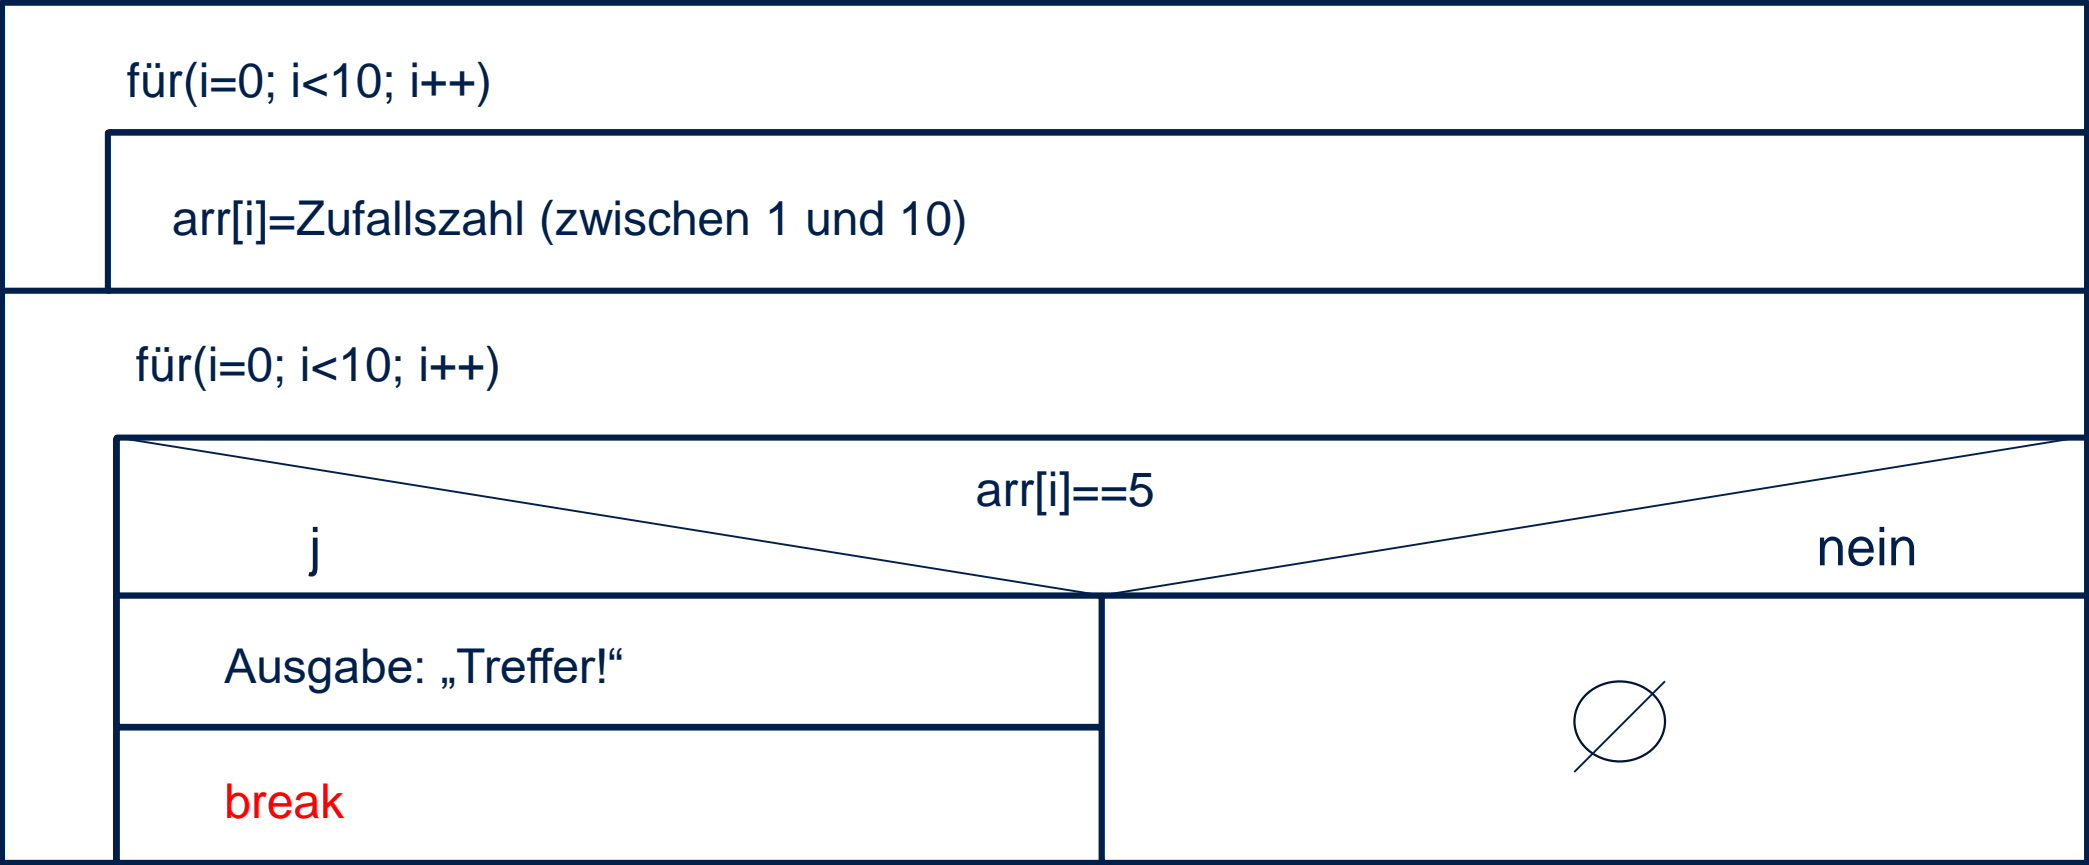 für(i=0; i<10; i++)
arr[i]=Zufallszahl (zwischen 1 und 10)
für(i=0; i<10; i++)
arr[i]==5
j
nein
Ausgabe: „Treffer!“
break